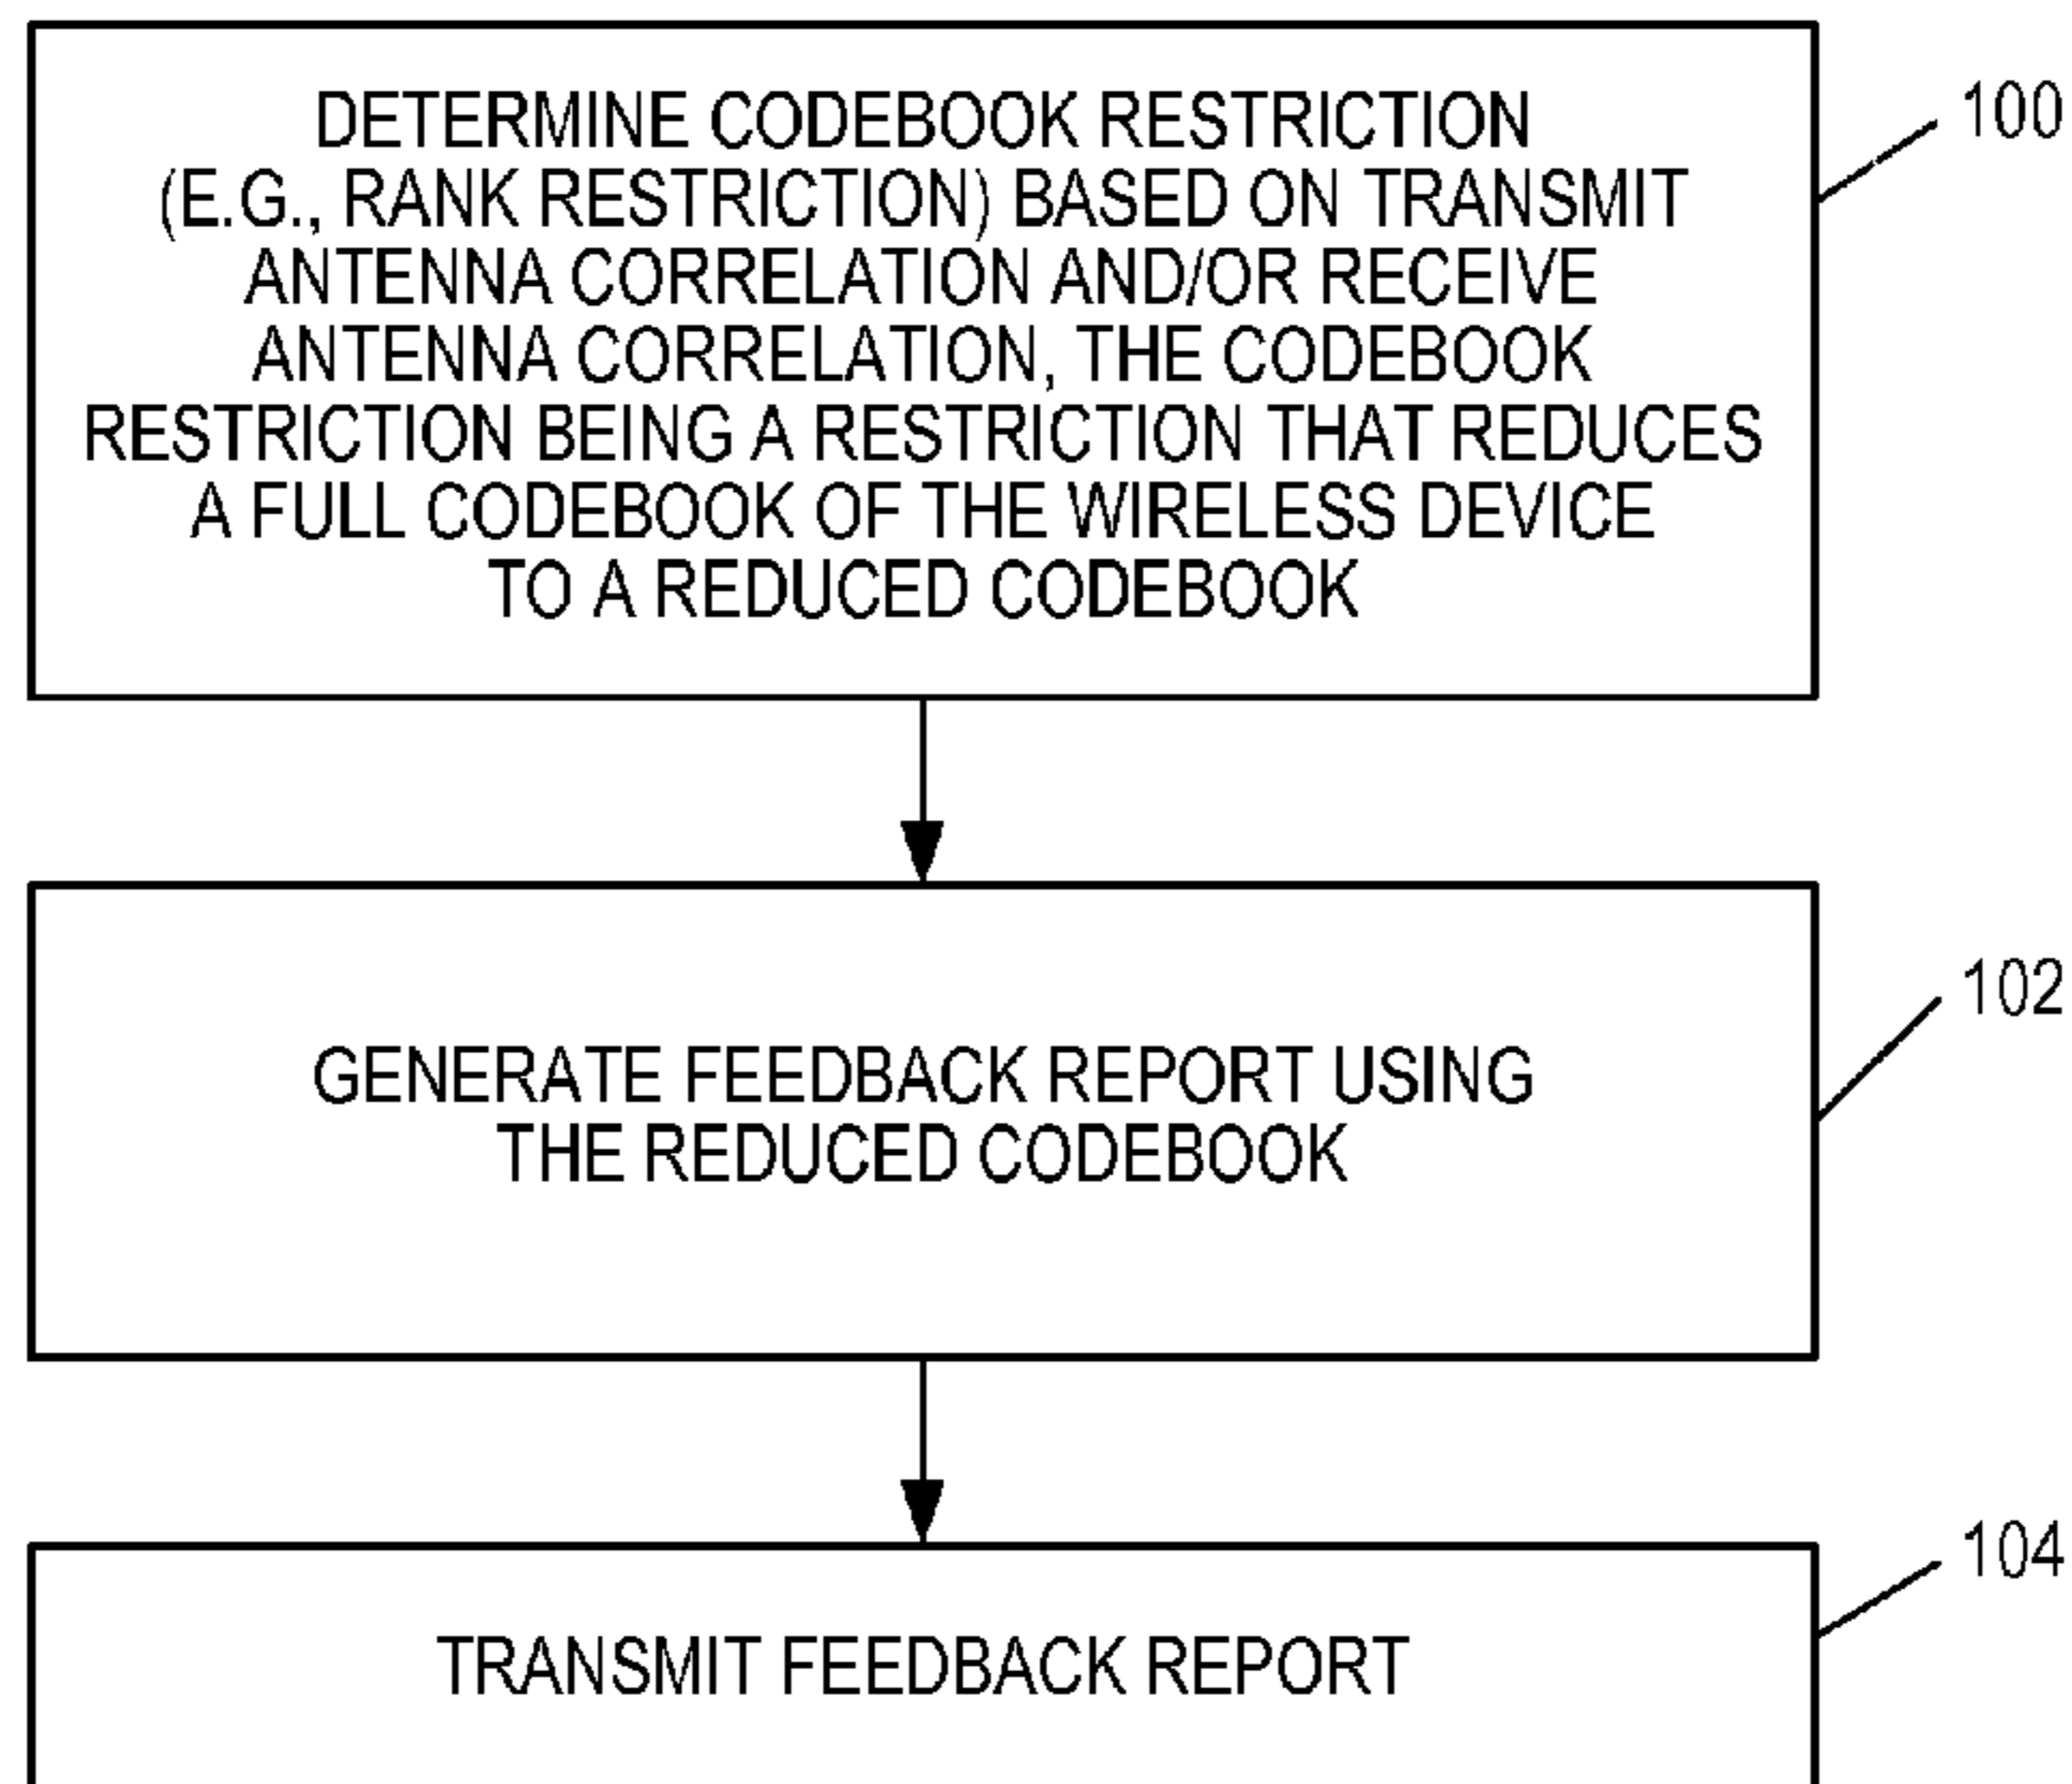 DETERMINE CODEBOOK RESTRICTION
(E.G., RANK RESTRICTION) BASED ON TRANSMIT
ANTENNA CORRELATION AND/OR RECEIVE
ANTENNA CORRELATION, THE CODEBOOK
RESTRICTION BEING A RESTRICTION THAT REDUCES
A FULL CODEBOOK OF THE WIRELESS DEVICE
TO A REDUCED CODEBOOK
100
GENERATE FEEDBACK REPORT USING
THE REDUCED CODEBOOK
102
TRANSMIT FEEDBACK REPORT
104